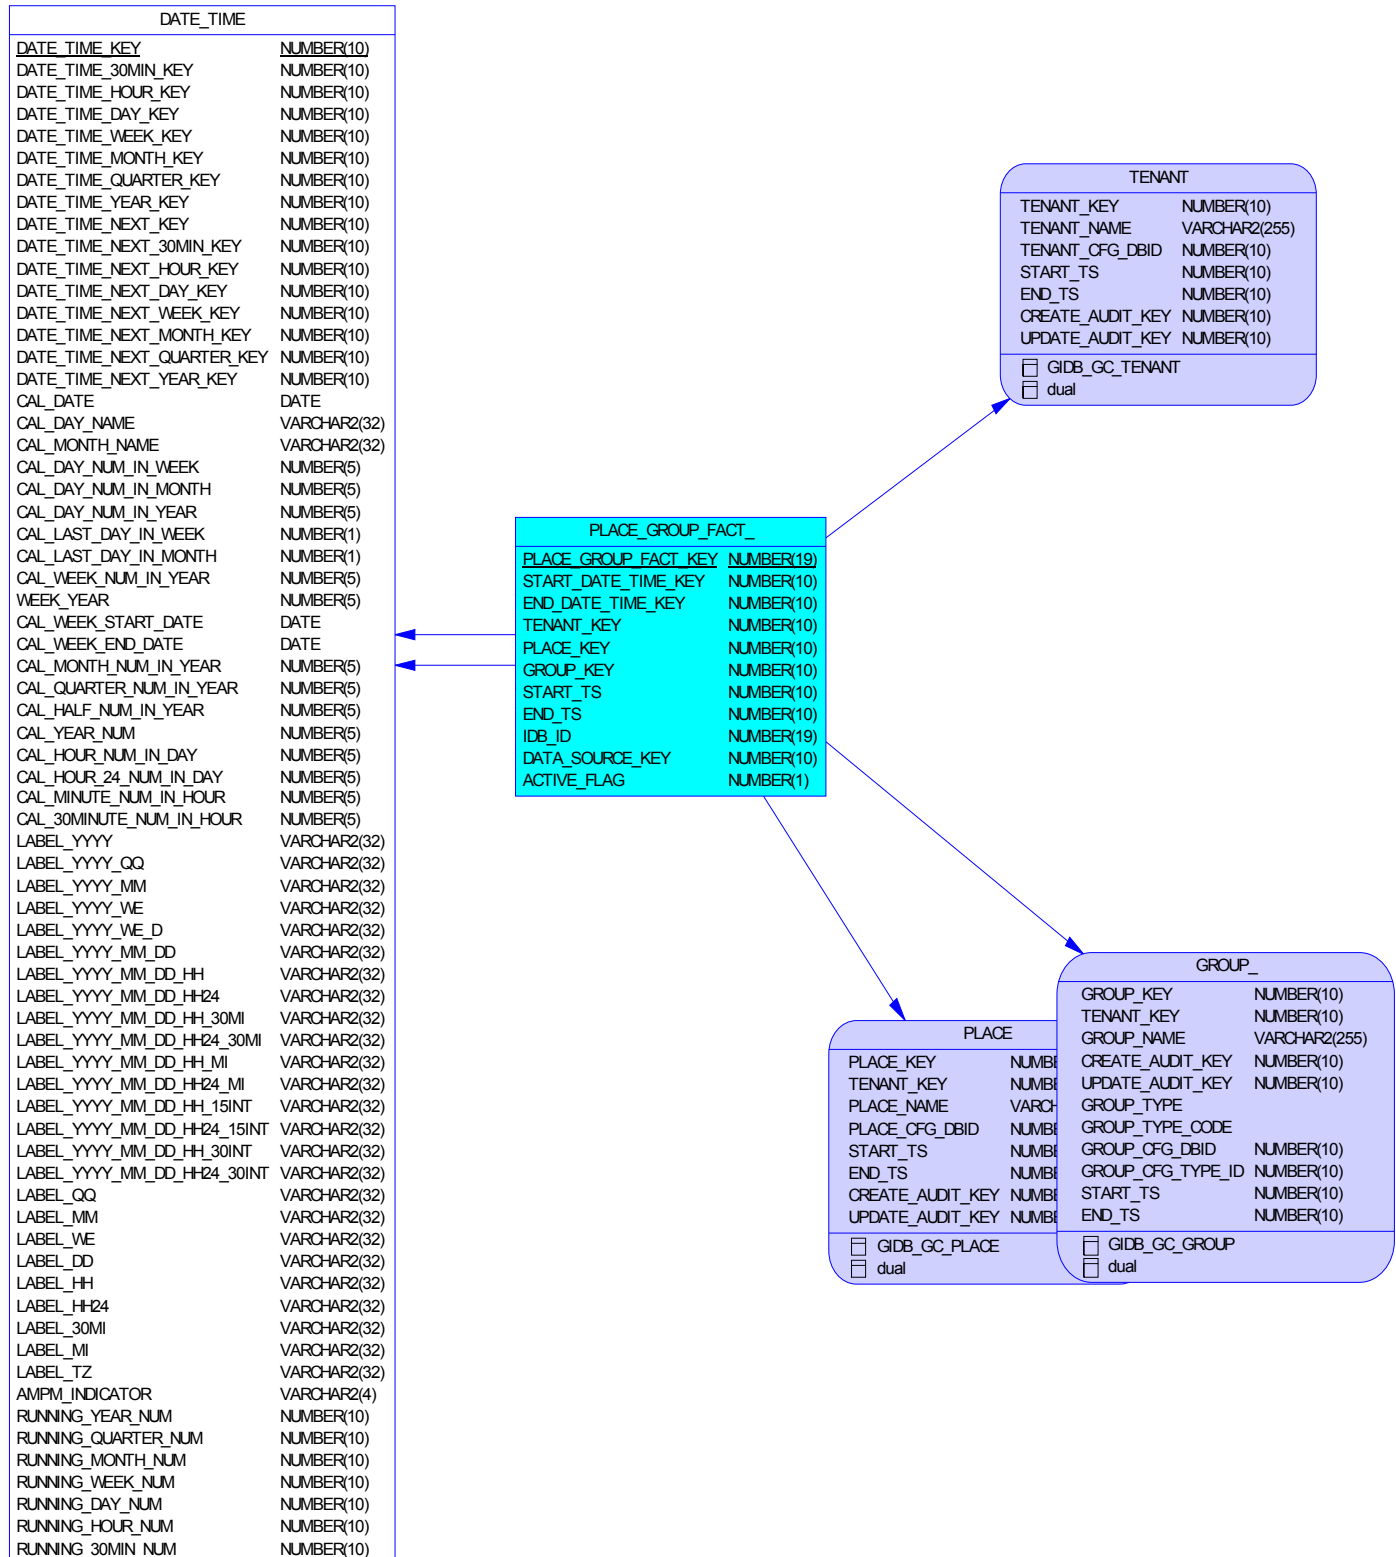 DATE_TIME
DATE_TIME_KEY NUMBER(10)
DATE_TIME_30MIN_KEY NUMBER(10)
DATE_TIME_HOUR_KEY NUMBER(10)
DATE_TIME_DAY_KEY NUMBER(10)
DATE_TIME_WEEK_KEY NUMBER(10)
DATE_TIME_MONTH_KEY NUMBER(10)
DATE_TIME_QUARTER_KEY NUMBER(10)
DATE_TIME_YEAR_KEY NUMBER(10)
DATE_TIME_NEXT_KEY NUMBER(10)
DATE_TIME_NEXT_30MIN_KEY NUMBER(10)
DATE_TIME_NEXT_HOUR_KEY NUMBER(10)
DATE_TIME_NEXT_DAY_KEY NUMBER(10)
DATE_TIME_NEXT_WEEK_KEY NUMBER(10)
DATE_TIME_NEXT_MONTH_KEY NUMBER(10)
DATE_TIME_NEXT_QUARTER_KEY NUMBER(10)
DATE_TIME_NEXT_YEAR_KEY NUMBER(10)
CAL_DATE DATE
CAL_DAY_NAME VARCHAR2(32)
CAL_MONTH_NAME VARCHAR2(32)
CAL_DAY_NUM_IN_WEEK NUMBER(5)
CAL_DAY_NUM_IN_MONTH NUMBER(5)
CAL_DAY_NUM_IN_YEAR NUMBER(5)
CAL_LAST_DAY_IN_WEEK NUMBER(1)
CAL_LAST_DAY_IN_MONTH NUMBER(1)
CAL_WEEK_NUM_IN_YEAR NUMBER(5)
WEEK_YEAR NUMBER(5)
CAL_WEEK_START_DATE DATE
CAL_WEEK_END_DATE DATE
CAL_MONTH_NUM_IN_YEAR NUMBER(5)
CAL_QUARTER_NUM_IN_YEAR NUMBER(5)
CAL_HALF_NUM_IN_YEAR NUMBER(5)
CAL_YEAR_NUM NUMBER(5)
CAL_HOUR_NUM_IN_DAY NUMBER(5)
CAL_HOUR_24_NUM_IN_DAY NUMBER(5)
CAL_MINUTE_NUM_IN_HOUR NUMBER(5)
CAL_30MINUTE_NUM_IN_HOUR NUMBER(5)
LABEL_YYYY VARCHAR2(32)
LABEL_YYYY_QQ VARCHAR2(32)
LABEL_YYYY_MM VARCHAR2(32)
LABEL_YYYY_WE VARCHAR2(32)
LABEL_YYYY_WE_D VARCHAR2(32)
LABEL_YYYY_MM_DD VARCHAR2(32)
LABEL_YYYY_MM_DD_HH VARCHAR2(32)
LABEL_YYYY_MM_DD_HH24 VARCHAR2(32)
LABEL_YYYY_MM_DD_HH_30MI VARCHAR2(32)
LABEL_YYYY_MM_DD_HH24_30MI VARCHAR2(32)
LABEL_YYYY_MM_DD_HH_MI VARCHAR2(32)
LABEL_YYYY_MM_DD_HH24_MI VARCHAR2(32)
LABEL_YYYY_MM_DD_HH_15INT VARCHAR2(32)
LABEL_YYYY_MM_DD_HH24_15INT VARCHAR2(32)
LABEL_YYYY_MM_DD_HH_30INT VARCHAR2(32)
LABEL_YYYY_MM_DD_HH24_30INT VARCHAR2(32)
LABEL_QQ VARCHAR2(32)
LABEL_MM VARCHAR2(32)
LABEL_WE VARCHAR2(32)
LABEL_DD VARCHAR2(32)
LABEL_HH VARCHAR2(32)
LABEL_HH24 VARCHAR2(32)
LABEL_30MI VARCHAR2(32)
LABEL_MI VARCHAR2(32)
LABEL_TZ VARCHAR2(32)
AMPM_INDICATOR VARCHAR2(4)
RUNNING_YEAR_NUM NUMBER(10)
RUNNING_QUARTER_NUM NUMBER(10)
RUNNING_MONTH_NUM NUMBER(10)
RUNNING_WEEK_NUM NUMBER(10)
RUNNING_DAY_NUM NUMBER(10)
RUNNING_HOUR_NUM NUMBER(10)
RUNNING_30MIN_NUM NUMBER(10)
PLACE_GROUP_FACT_
PLACE_GROUP_FACT_KEY NUMBER(19)
START_DATE_TIME_KEY NUMBER(10)
END_DATE_TIME_KEY NUMBER(10)
TENANT_KEY NUMBER(10)
PLACE_KEY NUMBER(10)
GROUP_KEY NUMBER(10)
START_TS NUMBER(10)
END_TS NUMBER(10)
IDB_ID NUMBER(19)
DATA_SOURCE_KEY NUMBER(10)
ACTIVE_FLAG NUMBER(1)
TENANT
TENANT_KEY NUMBER(10)
TENANT_NAME VARCHAR2(255)
TENANT_CFG_DBID NUMBER(10)
START_TS NUMBER(10)
END_TS NUMBER(10)
CREATE_AUDIT_KEY NUMBER(10)
UPDATE_AUDIT_KEY NUMBER(10)
GIDB_GC_TENANT
dual
PLACE
PLACE_KEY
TENANT_KEY
PLACE_NAME
PLACE_CFG_DBID
START_TS
END_TS
CREATE_AUDIT_KEY
UPDATE_AUDIT_KEY
GIDB_GC_PLACE
dual
GROUP_
GROUP_KEY NUMBER(10)
TENANT_KEY NUMBER(10)
GROUP_NAME VARCHAR2(255)
CREATE_AUDIT_KEY NUMBER(10)
UPDATE_AUDIT_KEY NUMBER(10)
GROUP_TYPE
GROUP_TYPE_CODE
GROUP_CFG_DBID NUMBER(10)
GROUP_CFG_TYPE_ID NUMBER(10)
START_TS NUMBER(10)
END_TS NUMBER(10)
GIDB_GC_GROUP
dual